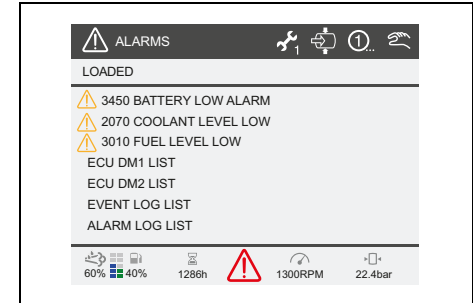 ALARMS 1 1...
LOADED
3450 BATTERY LOW ALARM
2070 COOLANT LEVEL LOW
3010 FUEL LEVEL LOW
ECU DM1 LIST
ECU DM2 LIST
EVENT LOG LIST
ALARM LOG LIST
60% 40% 1286h 1300RPM 22.4bar